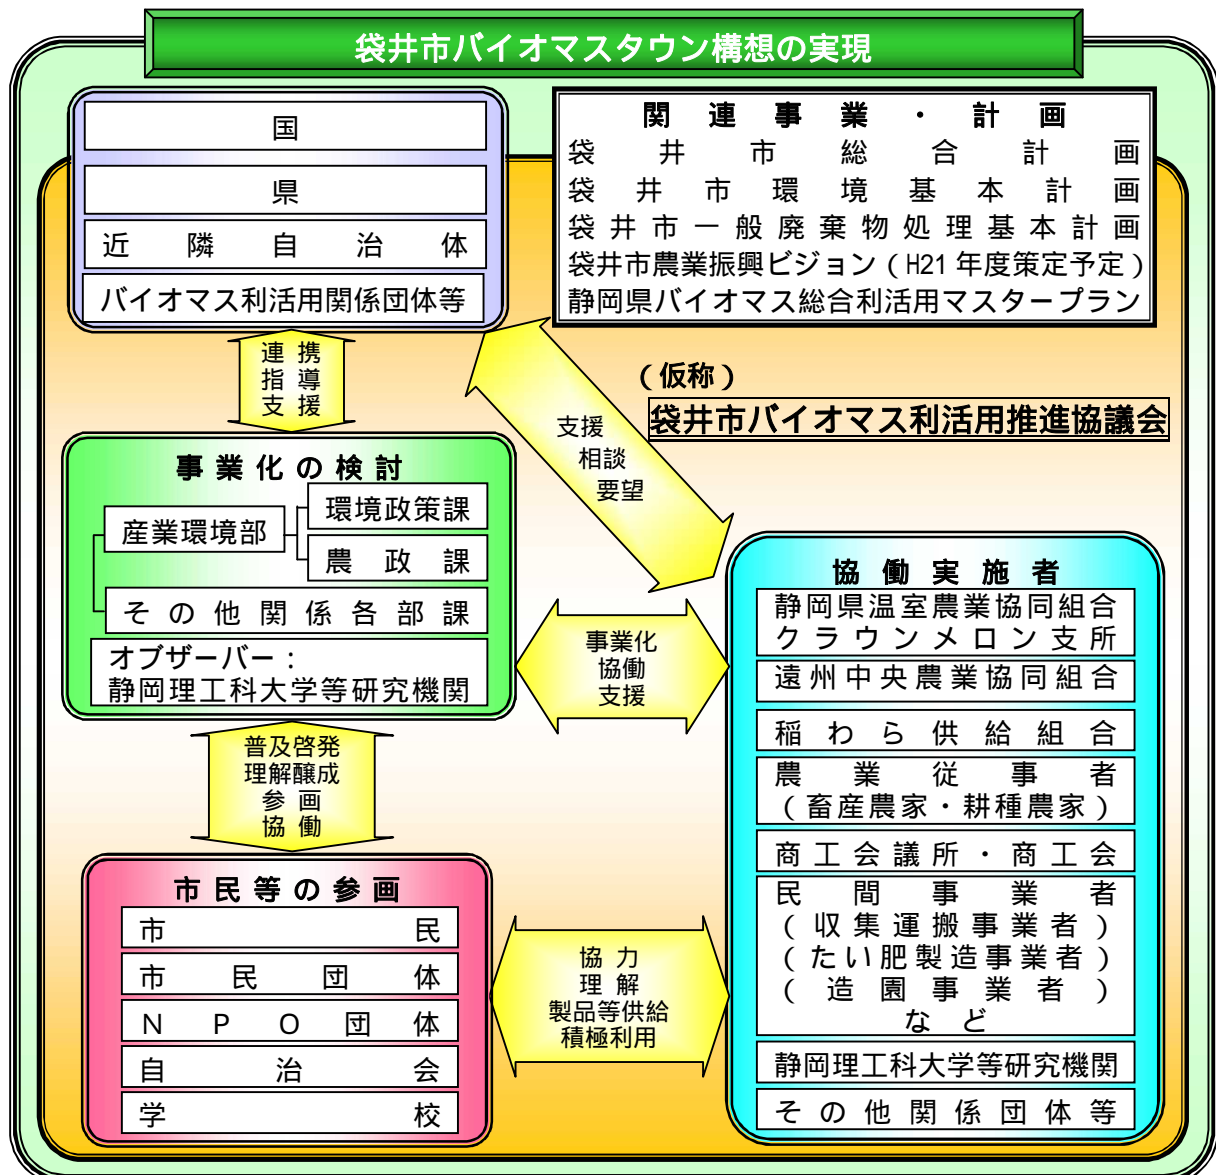 袋井市バイオマスタウン構想の実現
国
県
近隣自治体
バイオマス利活用関係団体等
関連事業・計画
袋井市総合計画
袋井市環境基本計画
袋井市一般廃棄物処理基本計画
袋井市農業振興ビジョン（H21年度策定予定）
静岡県バイオマス総合利活用マスタープラン
連携
指導
支援
（仮称）
袋井市バイオマス利活用推進協議会
支援
相談
要望
事業化の検討
産業環境部
環境政策課
農政課
その他関係各部課
オブザーバー：
静岡理工科大学等研究機関
事業化
協働
支援
協働実施者
静岡県温室農業協同組合
クラウンメロン支所
遠州中央農業協同組合
稲わら供給組合
農業従事者
（畜産農家・耕種農家）
商工会議所・商工会
民間事業者
（収集運搬事業者）
（たい肥製造事業者）
（造園事業者）
など
静岡理工科大学等研究機関
その他関係団体等
普及啓発
理解醸成
参画
協働
市民等の参画
市民
市民団体
ＮＰＯ団体
自治会
学校
協力
理解
製品等供給
積極利用